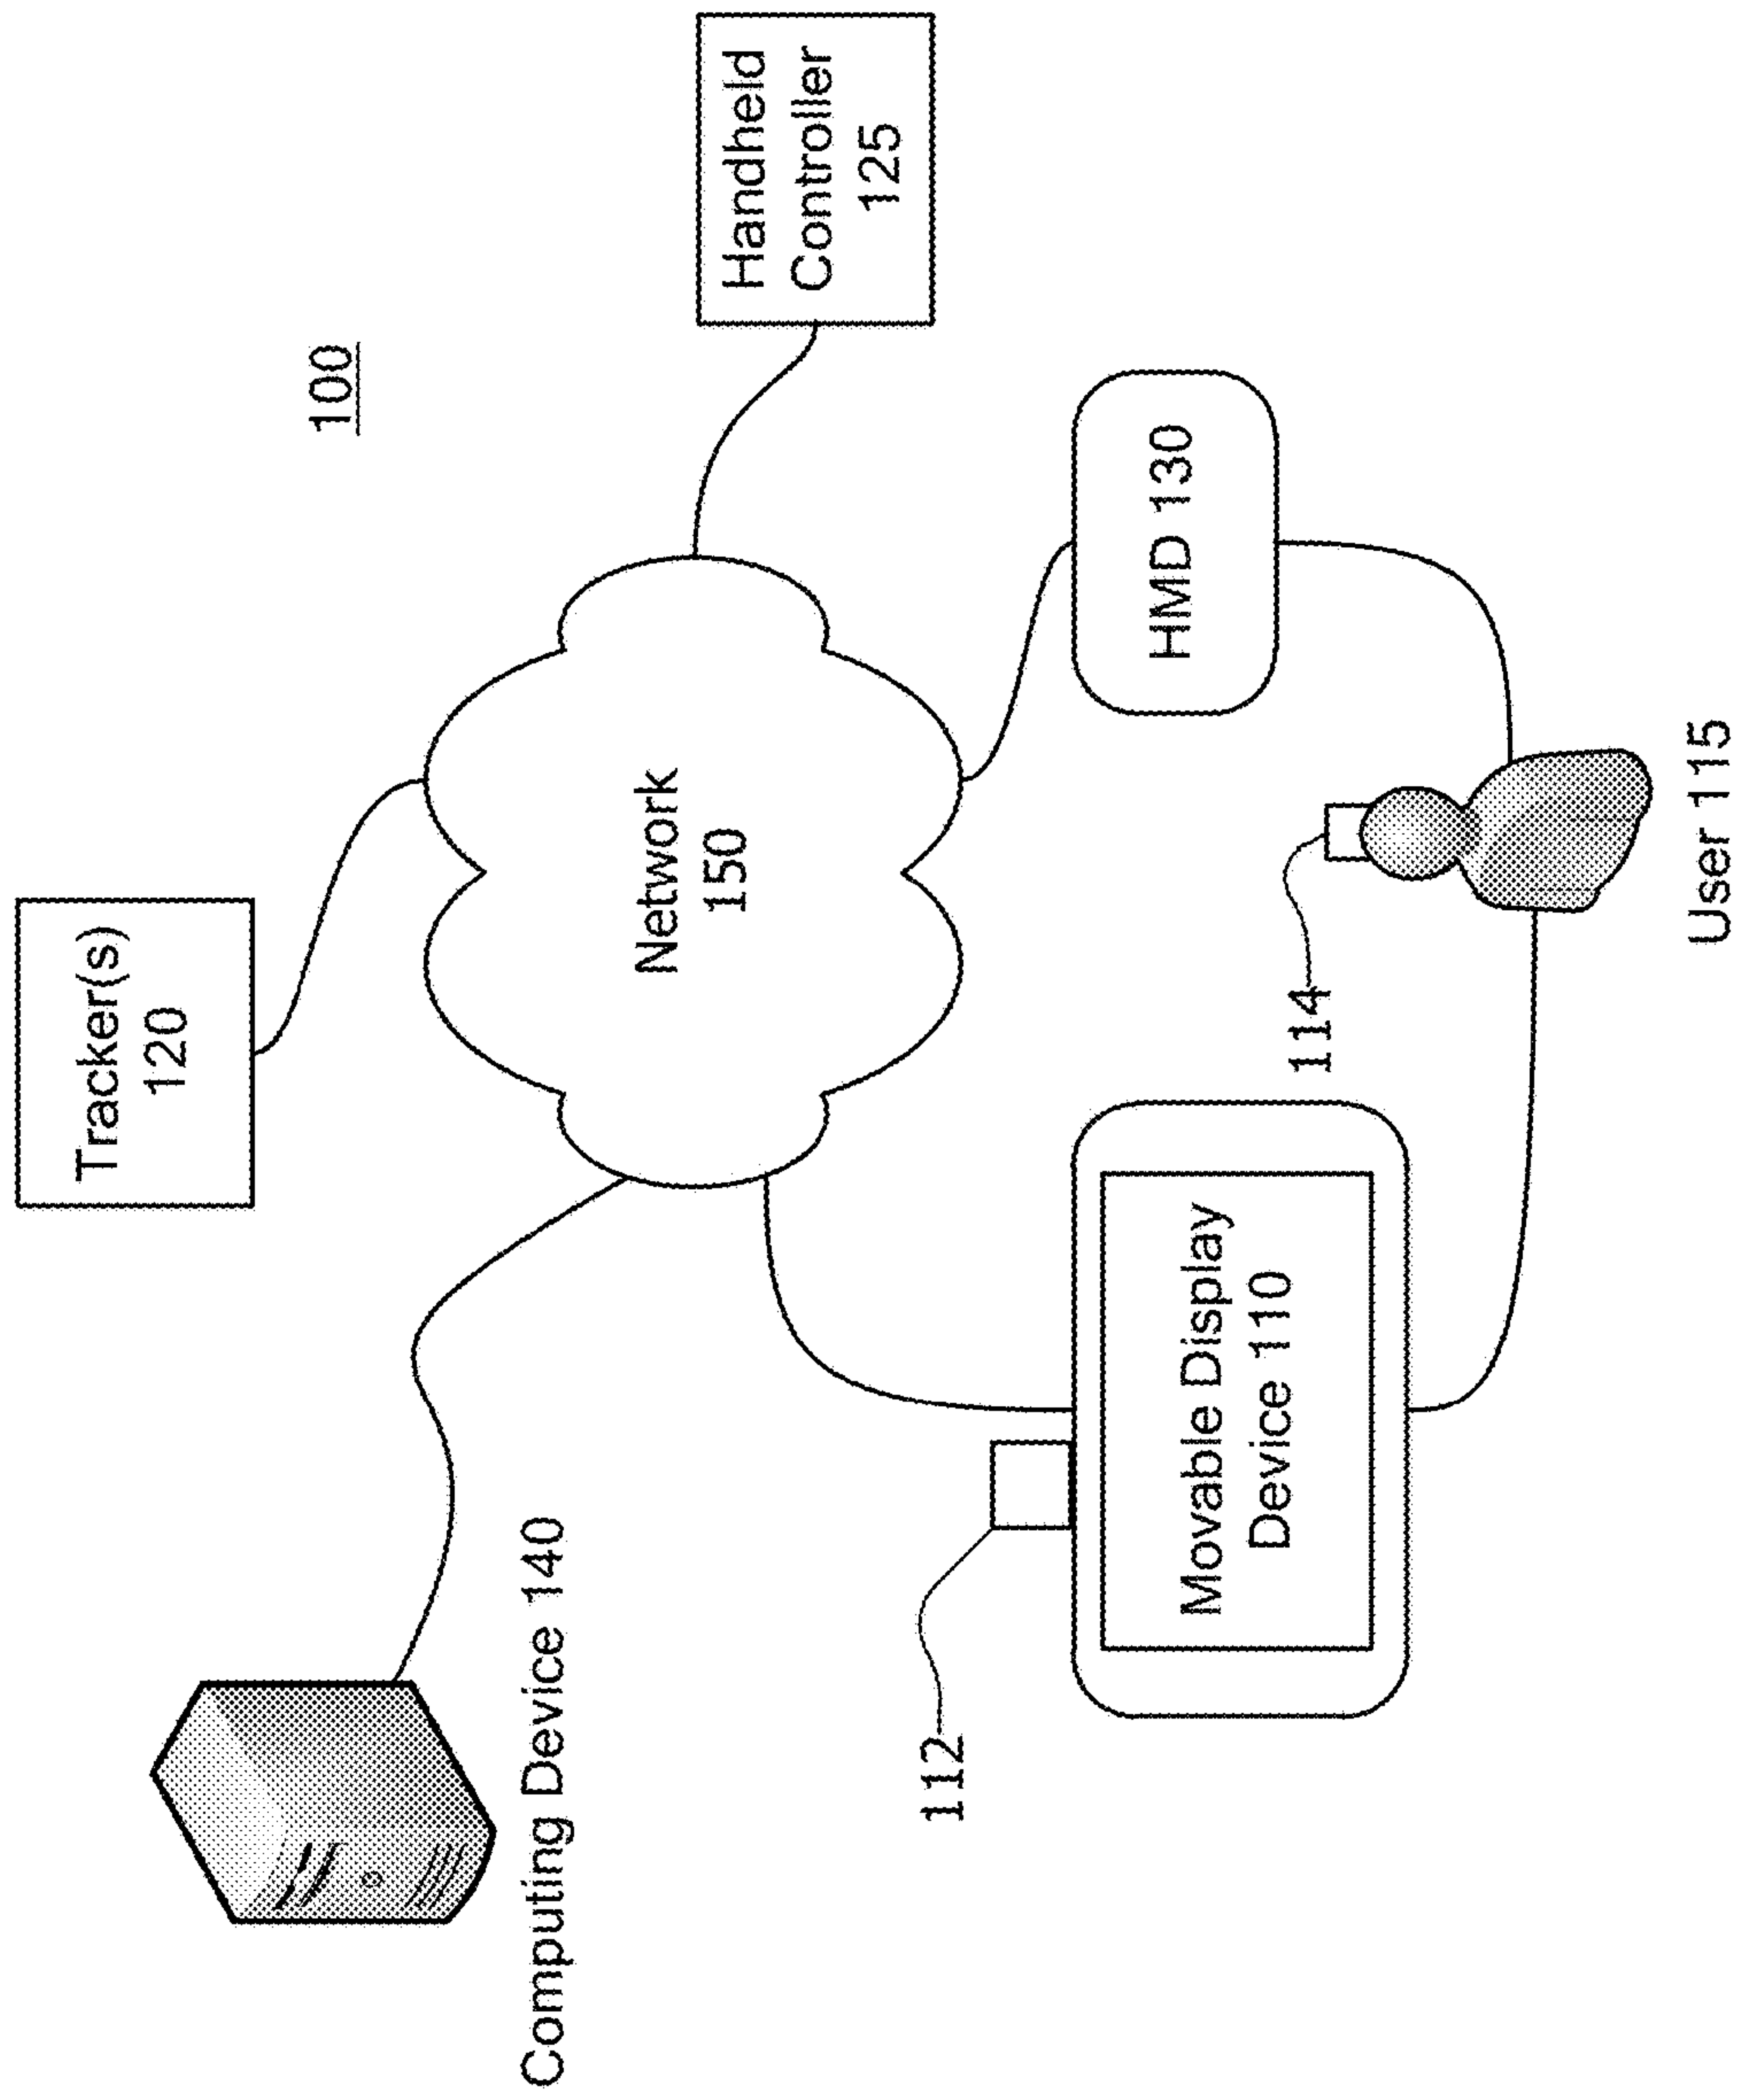 100
Tracker(s)
120
Handheld
Controller
125
Network
150
Computing Device 140
112
Movable Display
Device 110
114
HMD 130
User 115